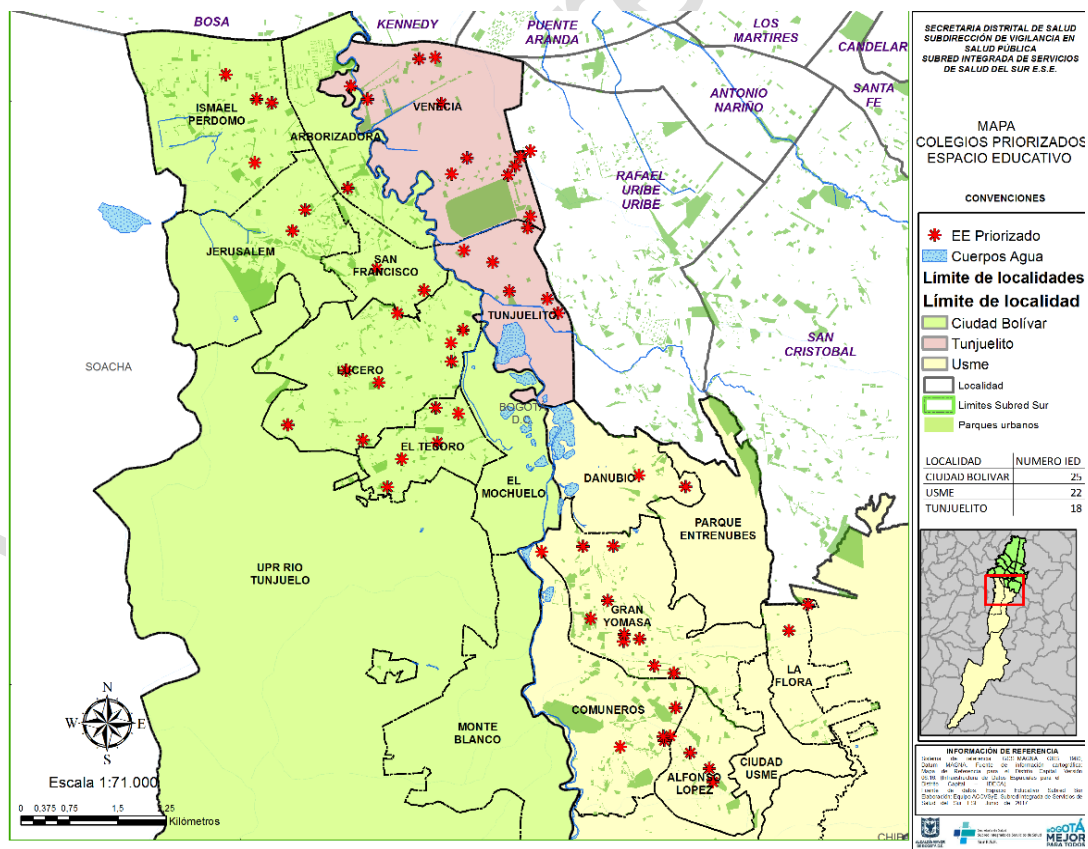 BOSA
KENNEDY
PUENTE
ARANDA
LOS
MARTIRES
CANDELAR
SANTA
FE
ANTONIO
NARIÑO
RAFAEL
URIBE
URIBE
SAN
CRISTOBAL
SOACHA
BOGOTÁ
D.C.
ISMAEL
PERDOMO
ARBORIZADORA
VENECIA
JERUSALEM
SAN
FRANCISCO
TUNJUELITO
LUCERO
EL TESORO
EL
MOCHUELO
DANUBIO
PARQUE
ENTRENUBES
UPR RIO
TUNJUELO
GRAN
YOMASA
LA
FLORA
COMUNEROS
MONTE
BLANCO
ALFONSO
LOPEZ
CIUDAD
USME
N
W
E
S
Escala 1:71.000
0 0.375 0.75 1,5 2,25
Kilómetros
SECRETARIA DISTRITAL DE SALUD
SUBDIRECCIÓN DE VIGILANCIA EN
SALUD PÚBLICA
SUBRED INTEGRADA DE SERVICIOS
DE SALUD DEL SUR E.S.E.
MAPA
COLEGIOS PRIORIZADOS
ESPACIO EDUCATIVO
CONVENCIONES
EE Priorizado
Cuerpos Agua
Límite de localidades
Límite de localidad
Ciudad Bolívar
Tunjuelito
Usme
Localidad
Limites Subred Sur
Parques urbanos
LOCALIDAD NUMERO IED
CIUDAD BOLIVAR 25
USME 22
TUNJUELITO 18
INFORMACIÓN DE REFERENCIA
BOGOTÁ
MEJOR
PARA TODOS